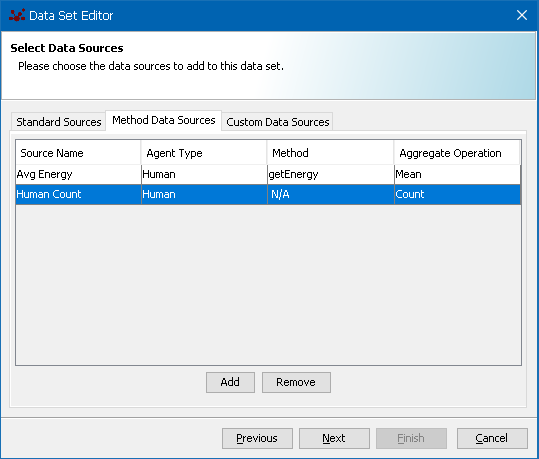 Data Set Editor
Select Data Sources
Please choose the data sources to add to this data set.
Standard Sources Method Data Sources Custom Data Sources
Source Name Agent Type Method Aggregate Operation
Avg Energy Human getEnergy Mean
Human Count Human N/A Count
Add Remove
Previous Next Finish Cancel